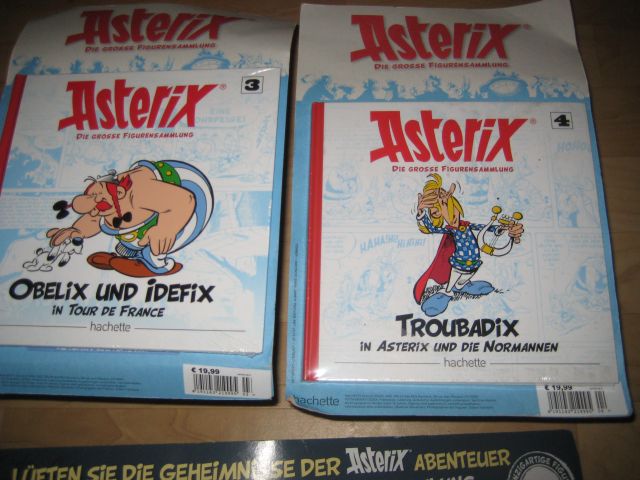 Asterix®
DIE GROSSE FIGURENSAMMLUNG
Asterix®
DIE GROSSE FIGURENSAMMLUNG
3
OBELIX UND IDEFIX
IN TOUR DE FRANCE
hachette
€ 19,99
Asterix®
DIE GROSSE FIGURENSAMMLUNG
Asterix®
DIE GROSSE FIGURENSAMMLUNG
4
HAHAHA! HIHIHI!
TROUBADIX
IN ASTERIX UND DIE NORMANNEN
hachette
hachette
€ 19,99
LÜFTEN SIE DIE GEHEIMNISSE DER Asterix ABENTEUER